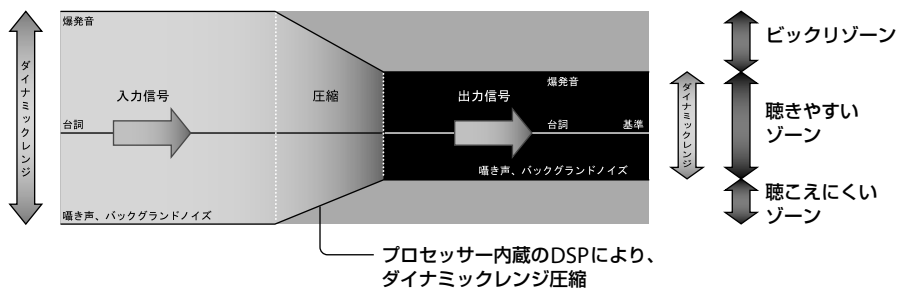 ダイナミックレンジ
爆発音
入力信号
台詞
囁き声、バックグランドノイズ
圧縮
出力信号
爆発音
台詞
基準
囁き声、バックグランドノイズ
ダイナミックレンジ
ビックリゾーン
聴きやすい
ゾーン
聴こえにくい
ゾーン
プロセッサー内蔵のDSPにより、
ダイナミックレンジ圧縮